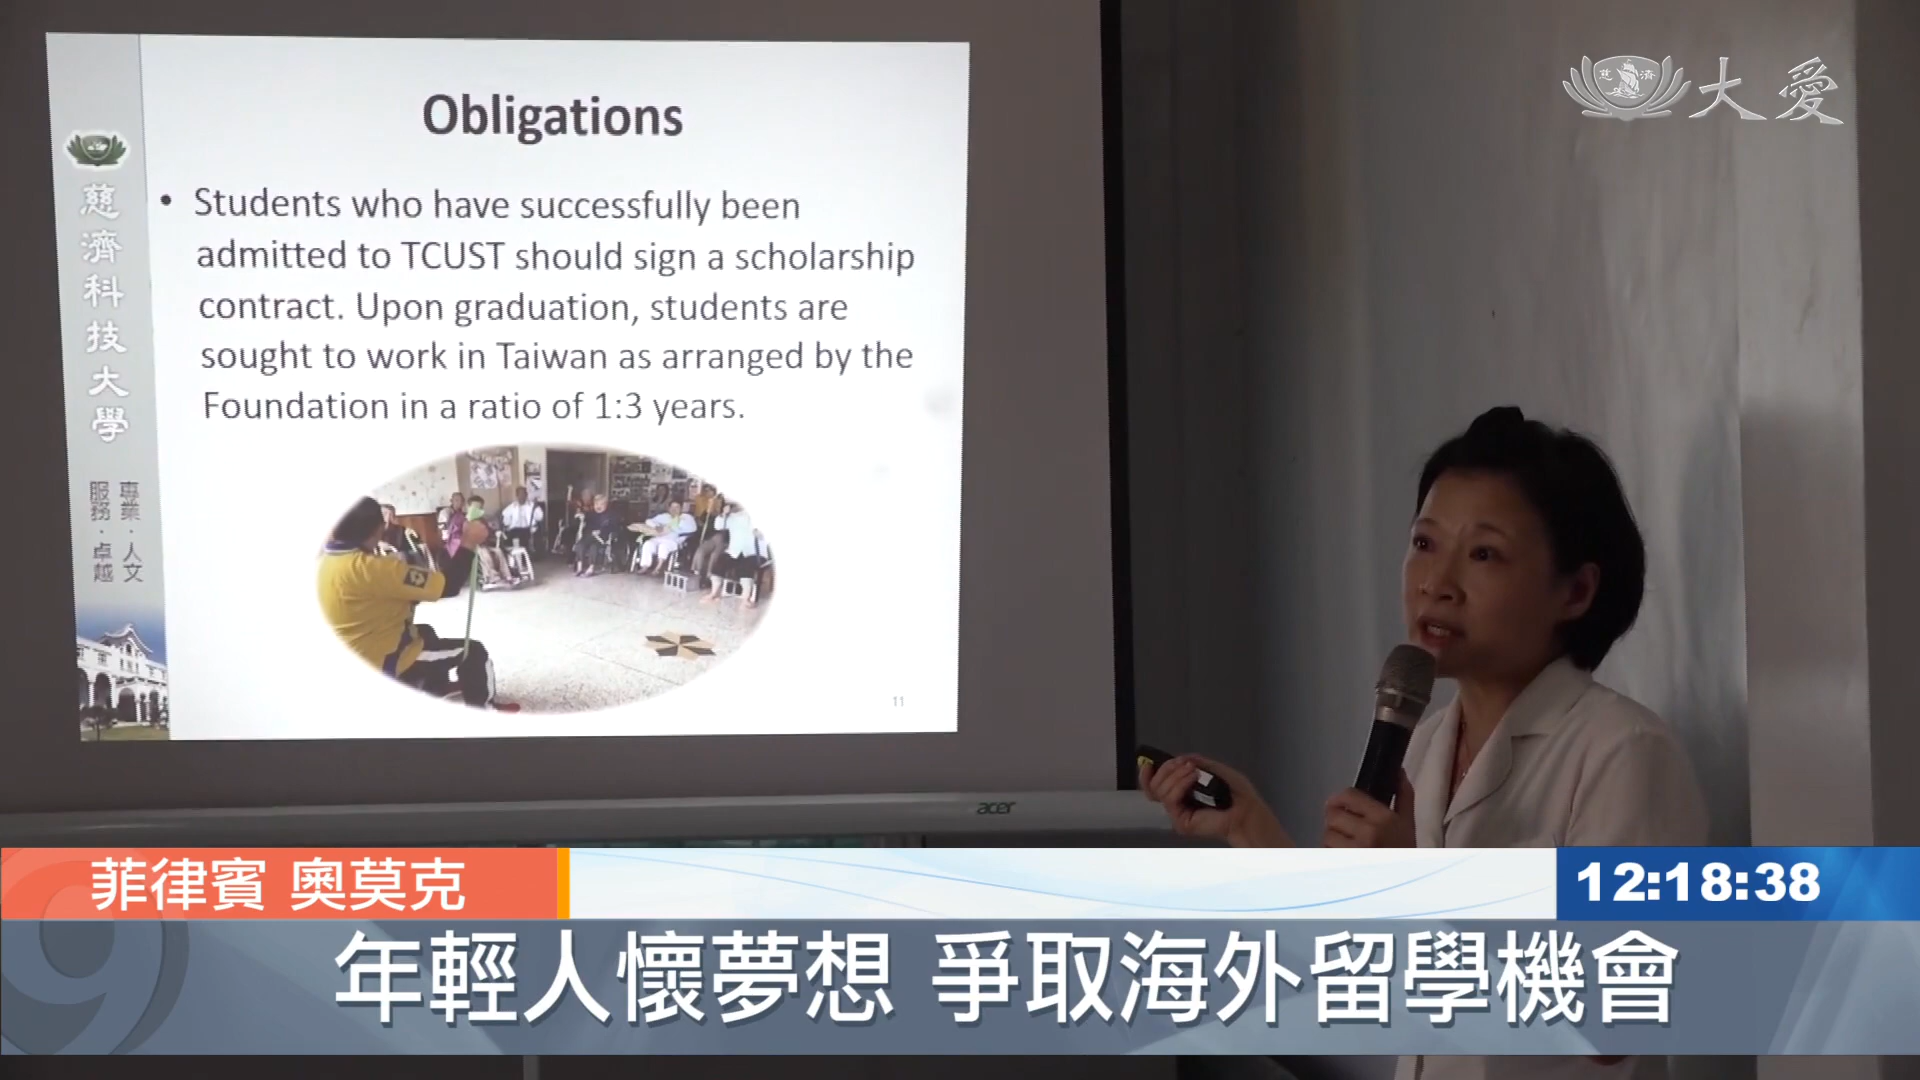 Obligations
• Students who have successfully been
admitted to TCUST should sign a scholarship
contract. Upon graduation, students are
sought to work in Taiwan as arranged by the
Foundation in a ratio of 1:3 years.
11
慈濟科技大學
專業·人文
服務·卓越
慈濟
大愛
acer
菲律賓 奧莫克
12:18:38
年輕人懷夢想 爭取海外留學機會